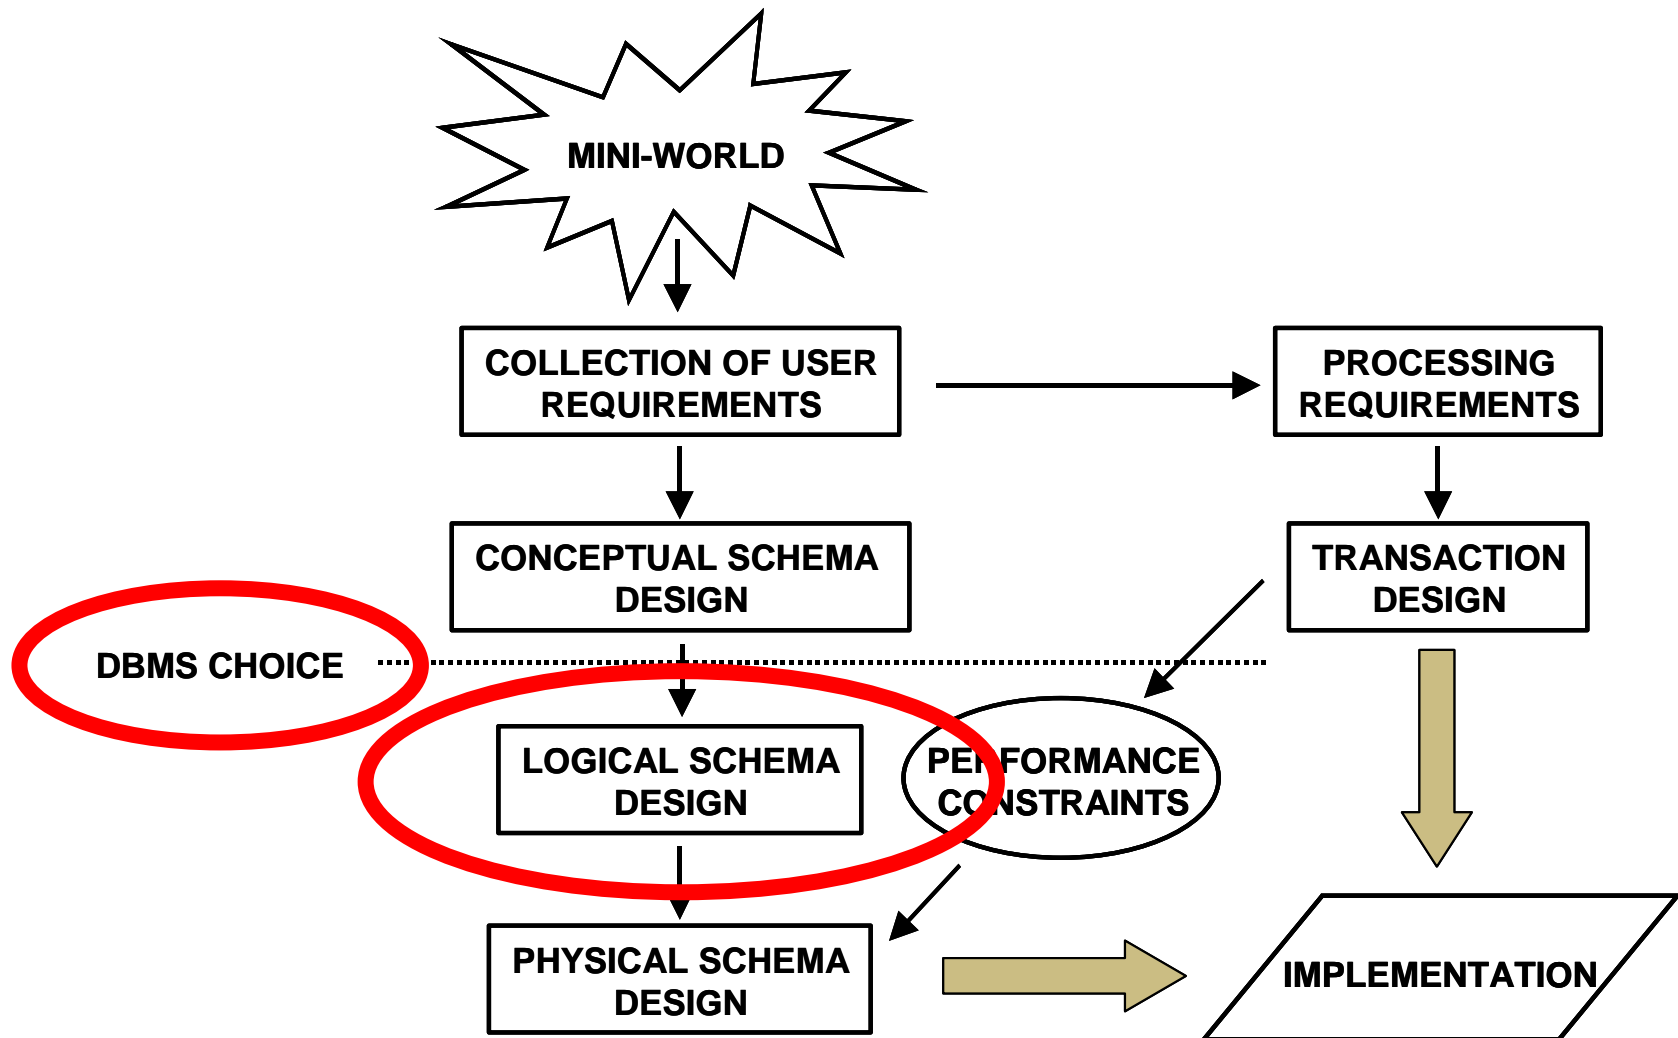 MINI-WORLD
COLLECTION OF USER
REQUIREMENTS
PROCESSING
REQUIREMENTS
CONCEPTUAL SCHEMA
DESIGN
TRANSACTION
DESIGN
DBMS CHOICE
LOGICAL SCHEMA
DESIGN
PERFORMANCE
CONSTRAINTS
PHYSICAL SCHEMA
DESIGN
IMPLEMENTATION